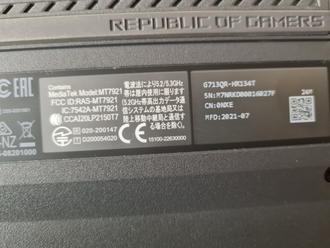 REPUBLIC OF GAMERS
Contains
MediaTek Model:MT7921
FCC ID:RAS-MT7921
IC:7542A-MT7921
CCAI20LP2150T7
020-200147
D200054020
電波法により5.2/5.3GHz
帯は屋内使用に限ります
(5.2GHz帯高出力データ通
信システムの基地局又は陸
上移動中継局と通信する
場合を除く)。
15100-22630000
G713QR-HX134T
CN:0NXE
MFD:2021-07
EAC
-NZ